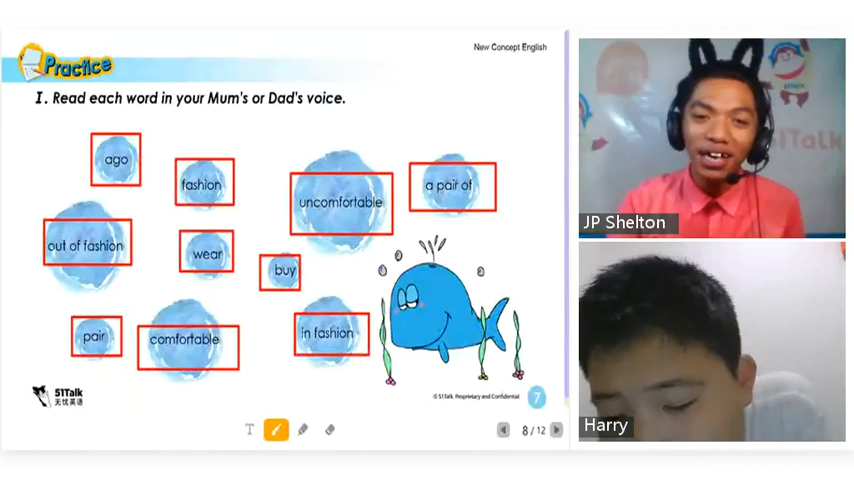 New Concept English
Practice
I. Read each word in your Mum's or Dad's voice.
ago
fashion
uncomfortable
a pair of
out of fashion
wear
buy
pair
comfortable
in fashion
51Talk
无忧英语
© 51Talk. Proprietary and Confidential
7
T
8 / 12
51Talk
JP Shelton
Harry